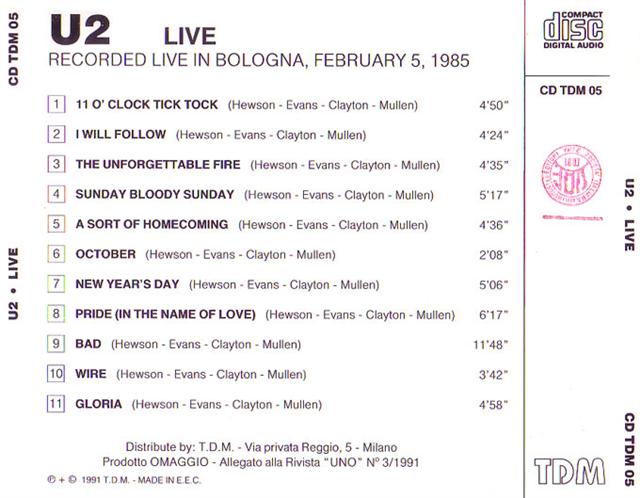 CD TDM 05
U2 LIVE
RECORDED LIVE IN BOLOGNA, FEBRUARY 5, 1985
1 11 O' CLOCK TICK TOCK (Hewson - Evans - Clayton - Mullen) 4'50"
2 I WILL FOLLOW (Hewson - Evans - Clayton - Mullen) 4'24"
3 THE UNFORGETTABLE FIRE (Hewson - Evans - Clayton - Mullen) 4'35"
4 SUNDAY BLOODY SUNDAY (Hewson - Evans - Clayton - Mullen) 5'17"
5 A SORT OF HOMECOMING (Hewson - Evans - Clayton - Mullen) 4'36"
6 OCTOBER (Hewson - Evans - Clayton - Mullen) 2'08"
7 NEW YEAR'S DAY (Hewson - Evans - Clayton - Mullen) 5'06"
8 PRIDE (IN THE NAME OF LOVE) (Hewson - Evans - Clayton - Mullen) 6'17"
9 BAD (Hewson - Evans - Clayton - Mullen) 11'48"
10 WIRE (Hewson - Evans - Clayton - Mullen) 3'42"
11 GLORIA (Hewson - Evans - Clayton - Mullen) 4'58"
Distribute by: T.D.M. - Via privata Reggio, 5 - Milano
Prodotto OMAGGIO - Allegato alla Rivista "UNO" N° 3/1991
℗ + © 1991 T.D.M. - MADE IN E.E.C.
U2 • LIVE
COMPACT
disc
DIGITAL AUDIO
CD TDM 05
TDM
U2 • LIVE
CD TDM 05